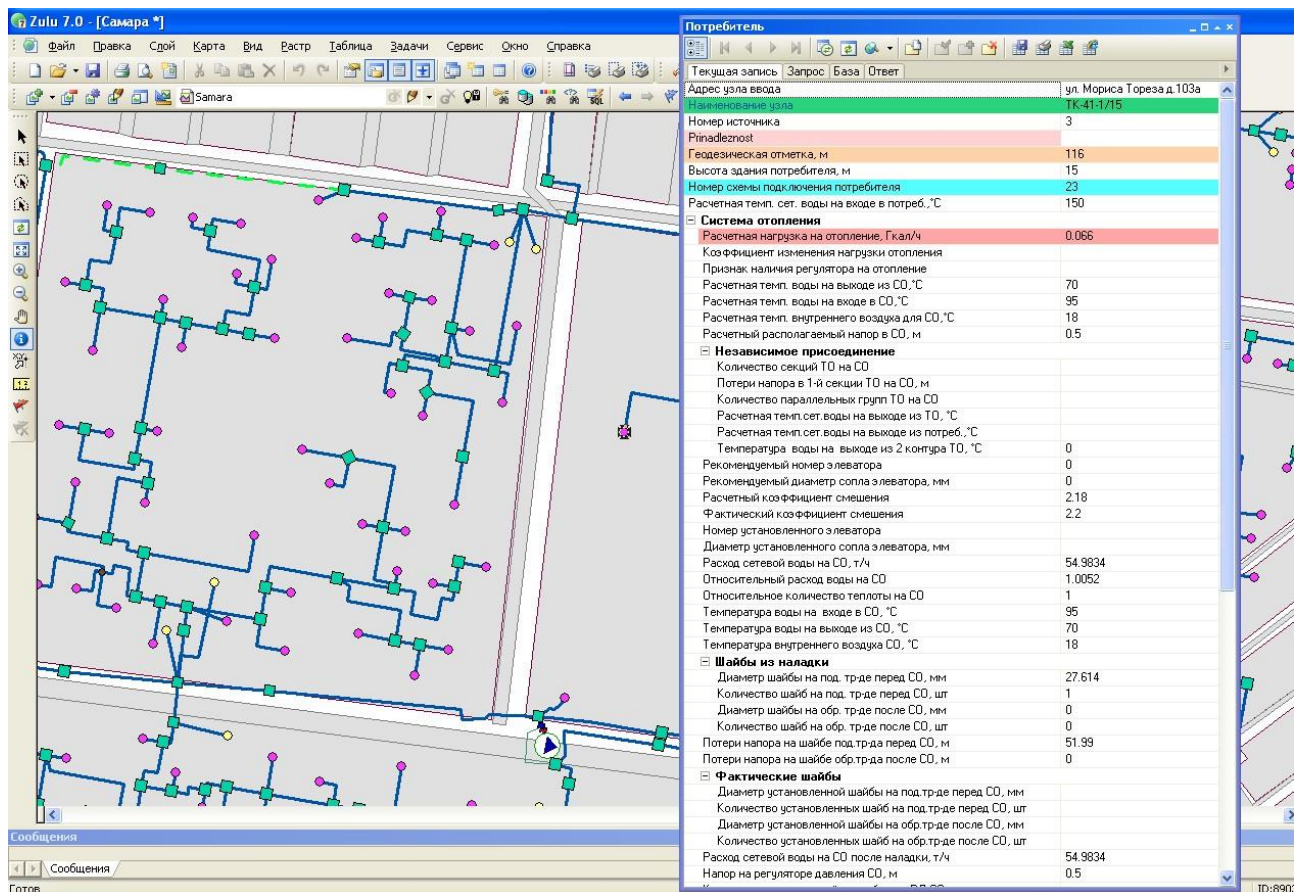 Zulu 7.0 - [Самара *]
Файл Правка Слой Карта Вид Растр Таблица Задачи Сервис Окно Справка
Samara
SQL
Потребитель
Текущая запись Запрос База Ответ
Адрес узла ввода ул. Мориса Тореза д.103а
Наименование узла ТК-41-1/15
Номер источника 3
Prinadleznost
Геодезическая отметка, м 116
Высота здания потребителя, м 15
Номер схемы подключения потребителя 23
Расчетная темп. сет. воды на входе в потреб.,°С 150
Система отопления
Расчетная нагрузка на отопление, Гкал/ч 0.066
Коэффициент изменения нагрузки отопления
Признак наличия регулятора на отопление
Расчетная темп. воды на выходе из СО,°С 70
Расчетная темп. воды на входе в СО,°С 95
Расчетная темп. внутреннего воздуха для СО,°С 18
Расчетный располагаемый напор в СО, м 0.5
Независимое присоединение
Количество секций ТО на СО
Потери напора в 1-й секции ТО на СО, м
Количество параллельных групп ТО на СО
Расчетная темп.сет.воды на выходе из ТО, °С
Расчетная темп.сет.воды на выходе из потреб.,°С
Температура воды на выходе из 2 контура ТО, °С 0
Рекомендуемый номер элеватора 0
Рекомендуемый диаметр сопла элеватора, мм 0
Расчетный коэффициент смешения 2.18
Фактический коэффициент смешения 2.2
Номер установленного элеватора
Диаметр установленного сопла элеватора, мм
Расход сетевой воды на СО, т/ч 54.9834
Относительный расход воды на СО 1.0052
Относительное количество теплоты на СО 1
Температура воды на входе в СО, °С 95
Температура воды на выходе из СО, °С 70
Температура внутреннего воздуха СО, °С 18
Шайбы из наладки
Диаметр шайбы на под. тр-де перед СО, мм 27.614
Количество шайб на под. тр-де перед СО, шт 1
Диаметр шайбы на обр. тр-де после СО, мм 0
Количество шайб на обр. тр-де после СО, шт 0
Потери напора на шайбе под.тр-да перед СО, м 51.99
Потери напора на шайбе обр.тр-да после СО, м 0
Фактические шайбы
Диаметр установленной шайбы на под.тр-де перед СО, мм
Количество установленных шайб на под.тр-де перед СО, шт
Диаметр установленной шайбы на обр.тр-де после СО, мм
Количество установленных шайб на обр.тр-де после СО, шт
Расход сетевой воды на СО после наладки, т/ч 54.9834
Напор на регуляторе давления СО, м 0.5
Сообщения
Сообщения
Готов